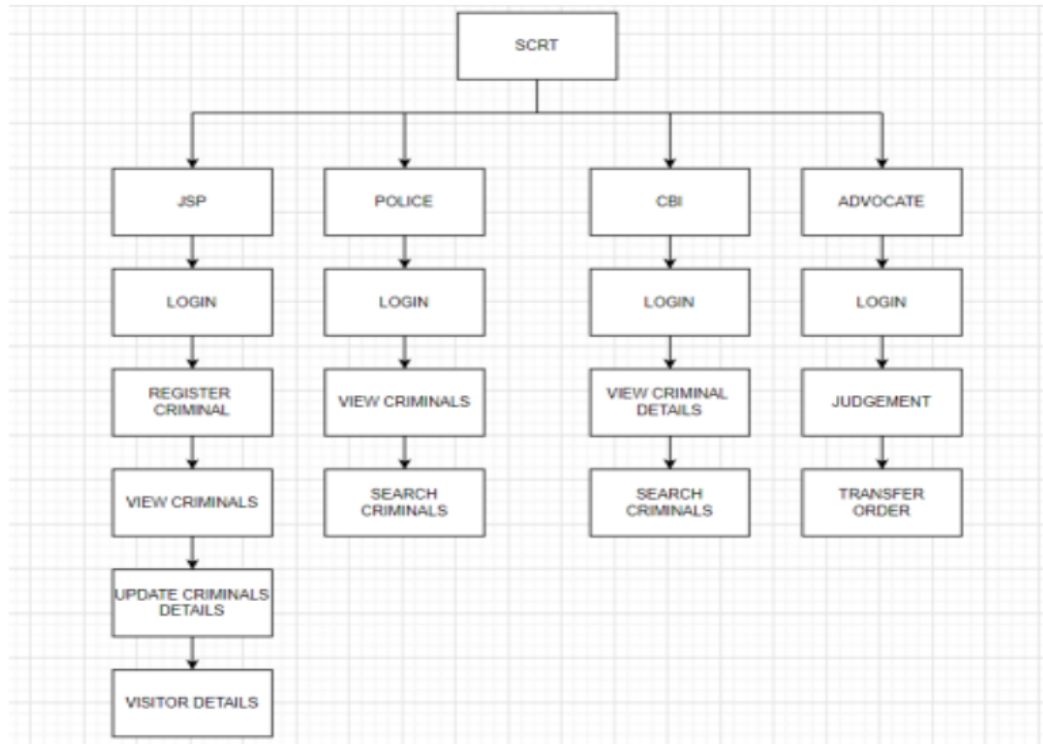 SCRT
JSP
POLICE
CBI
ADVOCATE
LOGIN
LOGIN
LOGIN
LOGIN
REGISTER
CRIMINAL
VIEW CRIMINALS
VIEW CRIMINAL
DETAILS
JUDGEMENT
VIEW CRIMINALS
SEARCH
CRIMINALS
SEARCH
CRIMINALS
TRANSFER
ORDER
UPDATE CRIMINALS
DETAILS
VISITOR DETAILS